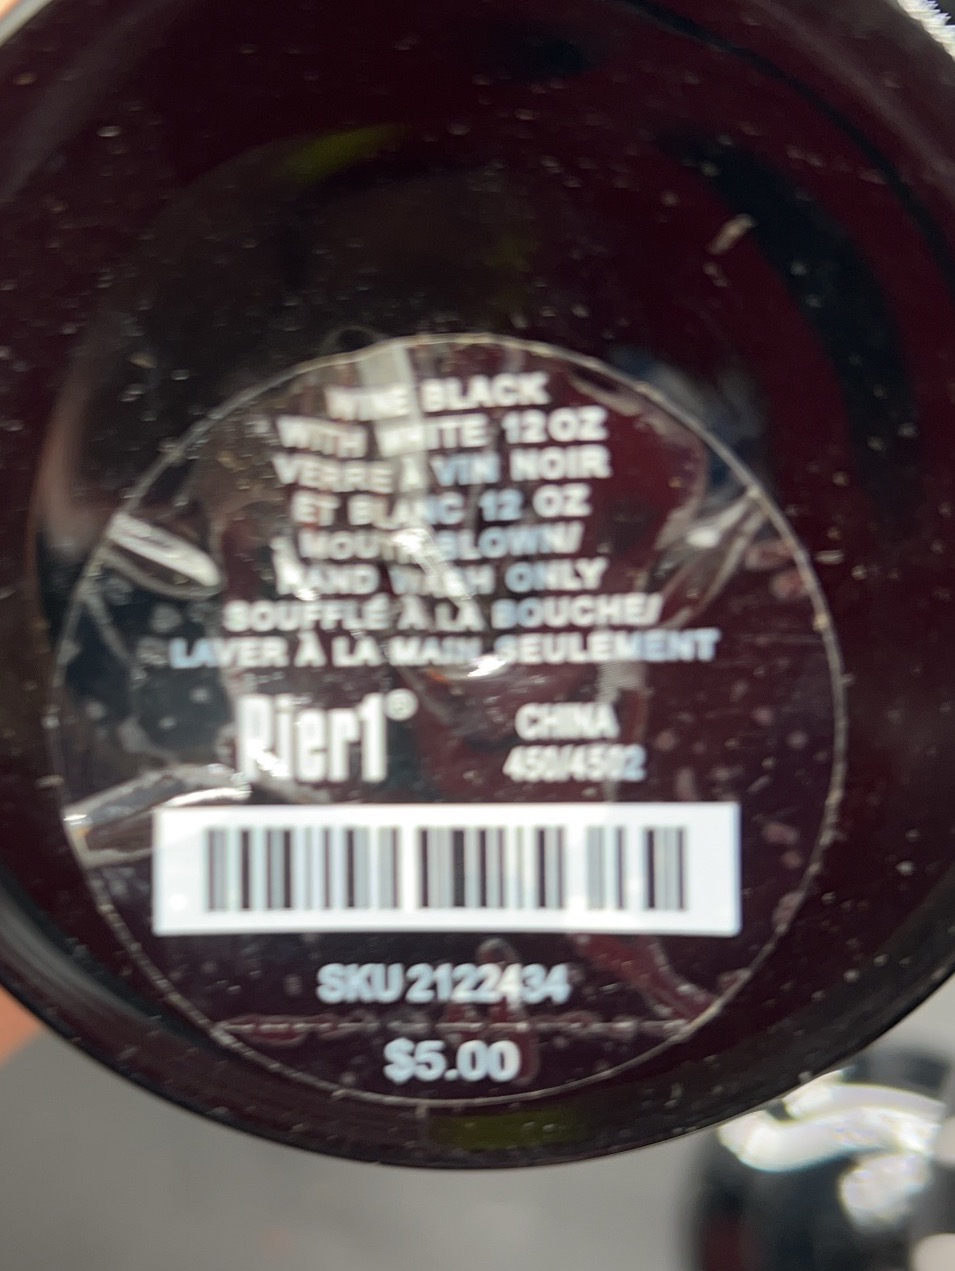 WINE BLACK
WITH WHITE 12 OZ
VERRE À VIN NOIR
ET BLANC 12 OZ
MOUTH BLOWN/
HAND WASH ONLY
SOUFFLÉ À LA BOUCHE/
LAVER À LA MAIN SEULEMENT
Pier1® CHINA
450/4502
SKU 2122434
$5.00